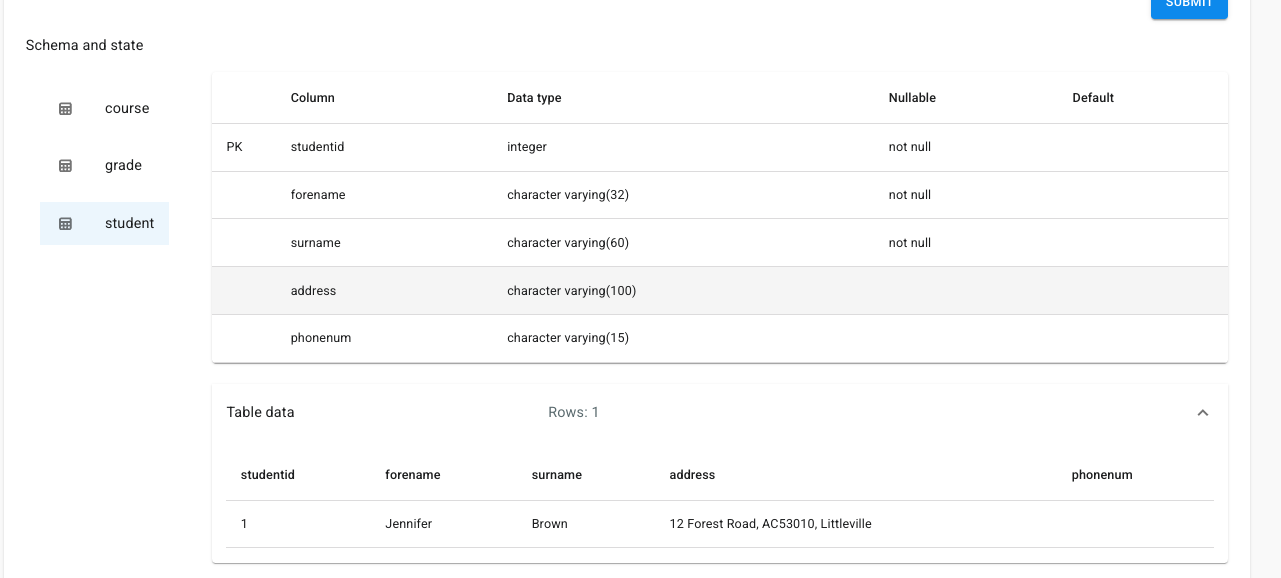 SUBMIT
Schema and state
course
grade
student
Column Data type Nullable Default
PK studentid integer not null
forename character varying(32) not null
surname character varying(60) not null
address character varying(100)
phonenum character varying(15)
Table data Rows: 1
studentid forename surname address phonenum
1 Jennifer Brown 12 Forest Road, AC53010, Littleville